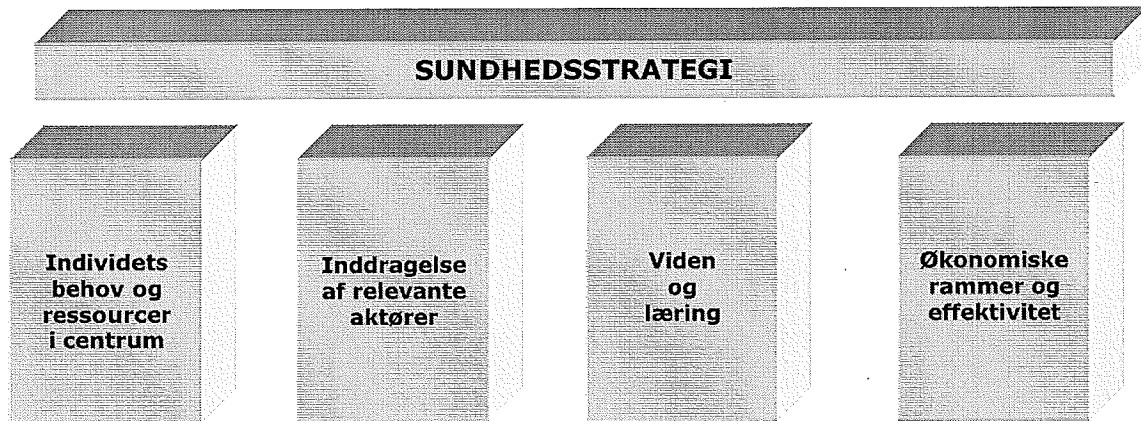 SUNDHEDSSTRATEGI
Individets
behov og
ressourcer
i centrum
Inddragelse
af relevante
aktører
Viden
og
læring
Økonomiske
rammer og
effektivitet